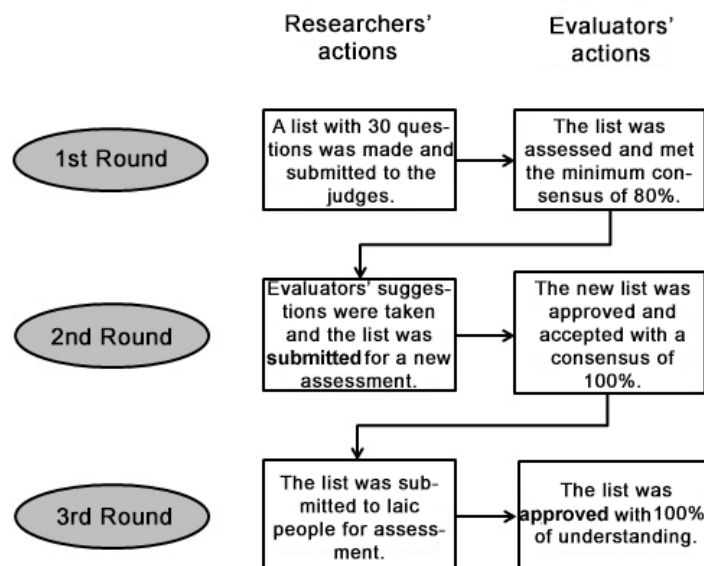 Researchers'
actions
Evaluators'
actions
1st Round
A list with 30 ques-
tions was made and
submitted to the
judges.
The list was
assessed and met
the minimum con-
sensus of 80%.
2nd Round
Evaluators' sugges-
tions were taken
and the list was
submitted for a new
assessment.
The new list was
approved and
accepted with a
consensus of
100%.
3rd Round
The list was sub-
mitted to laic
people for assess-
ment.
The list was
approved with 100%
of understanding.